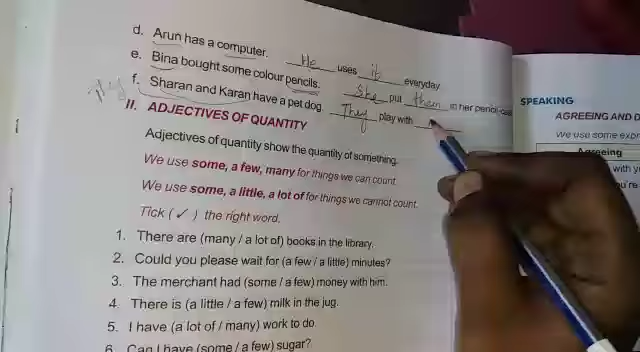 d. Arun has a computer. He uses it everyday
e. Bina bought some colour pencils. She put them in her pencil-case
f. Sharan and Karan have a pet dog. They play with ____
II. ADJECTIVES OF QUANTITY
Adjectives of quantity show the quantity of something.
We use some, a few, many for things we can count.
We use some, a little, a lot of for things we cannot count.
Tick (✓) the right word.
1. There are (many / a lot of) books in the library.
2. Could you please wait for (a few / a little) minutes?
3. The merchant had (some / a few) money with him.
4. There is (a little / a few) milk in the jug.
5. I have (a lot of / many) work to do.
6. Can I have (some / a few) sugar?
SPEAKING
AGREEING AND D
We use some expr
Agreeing
with y